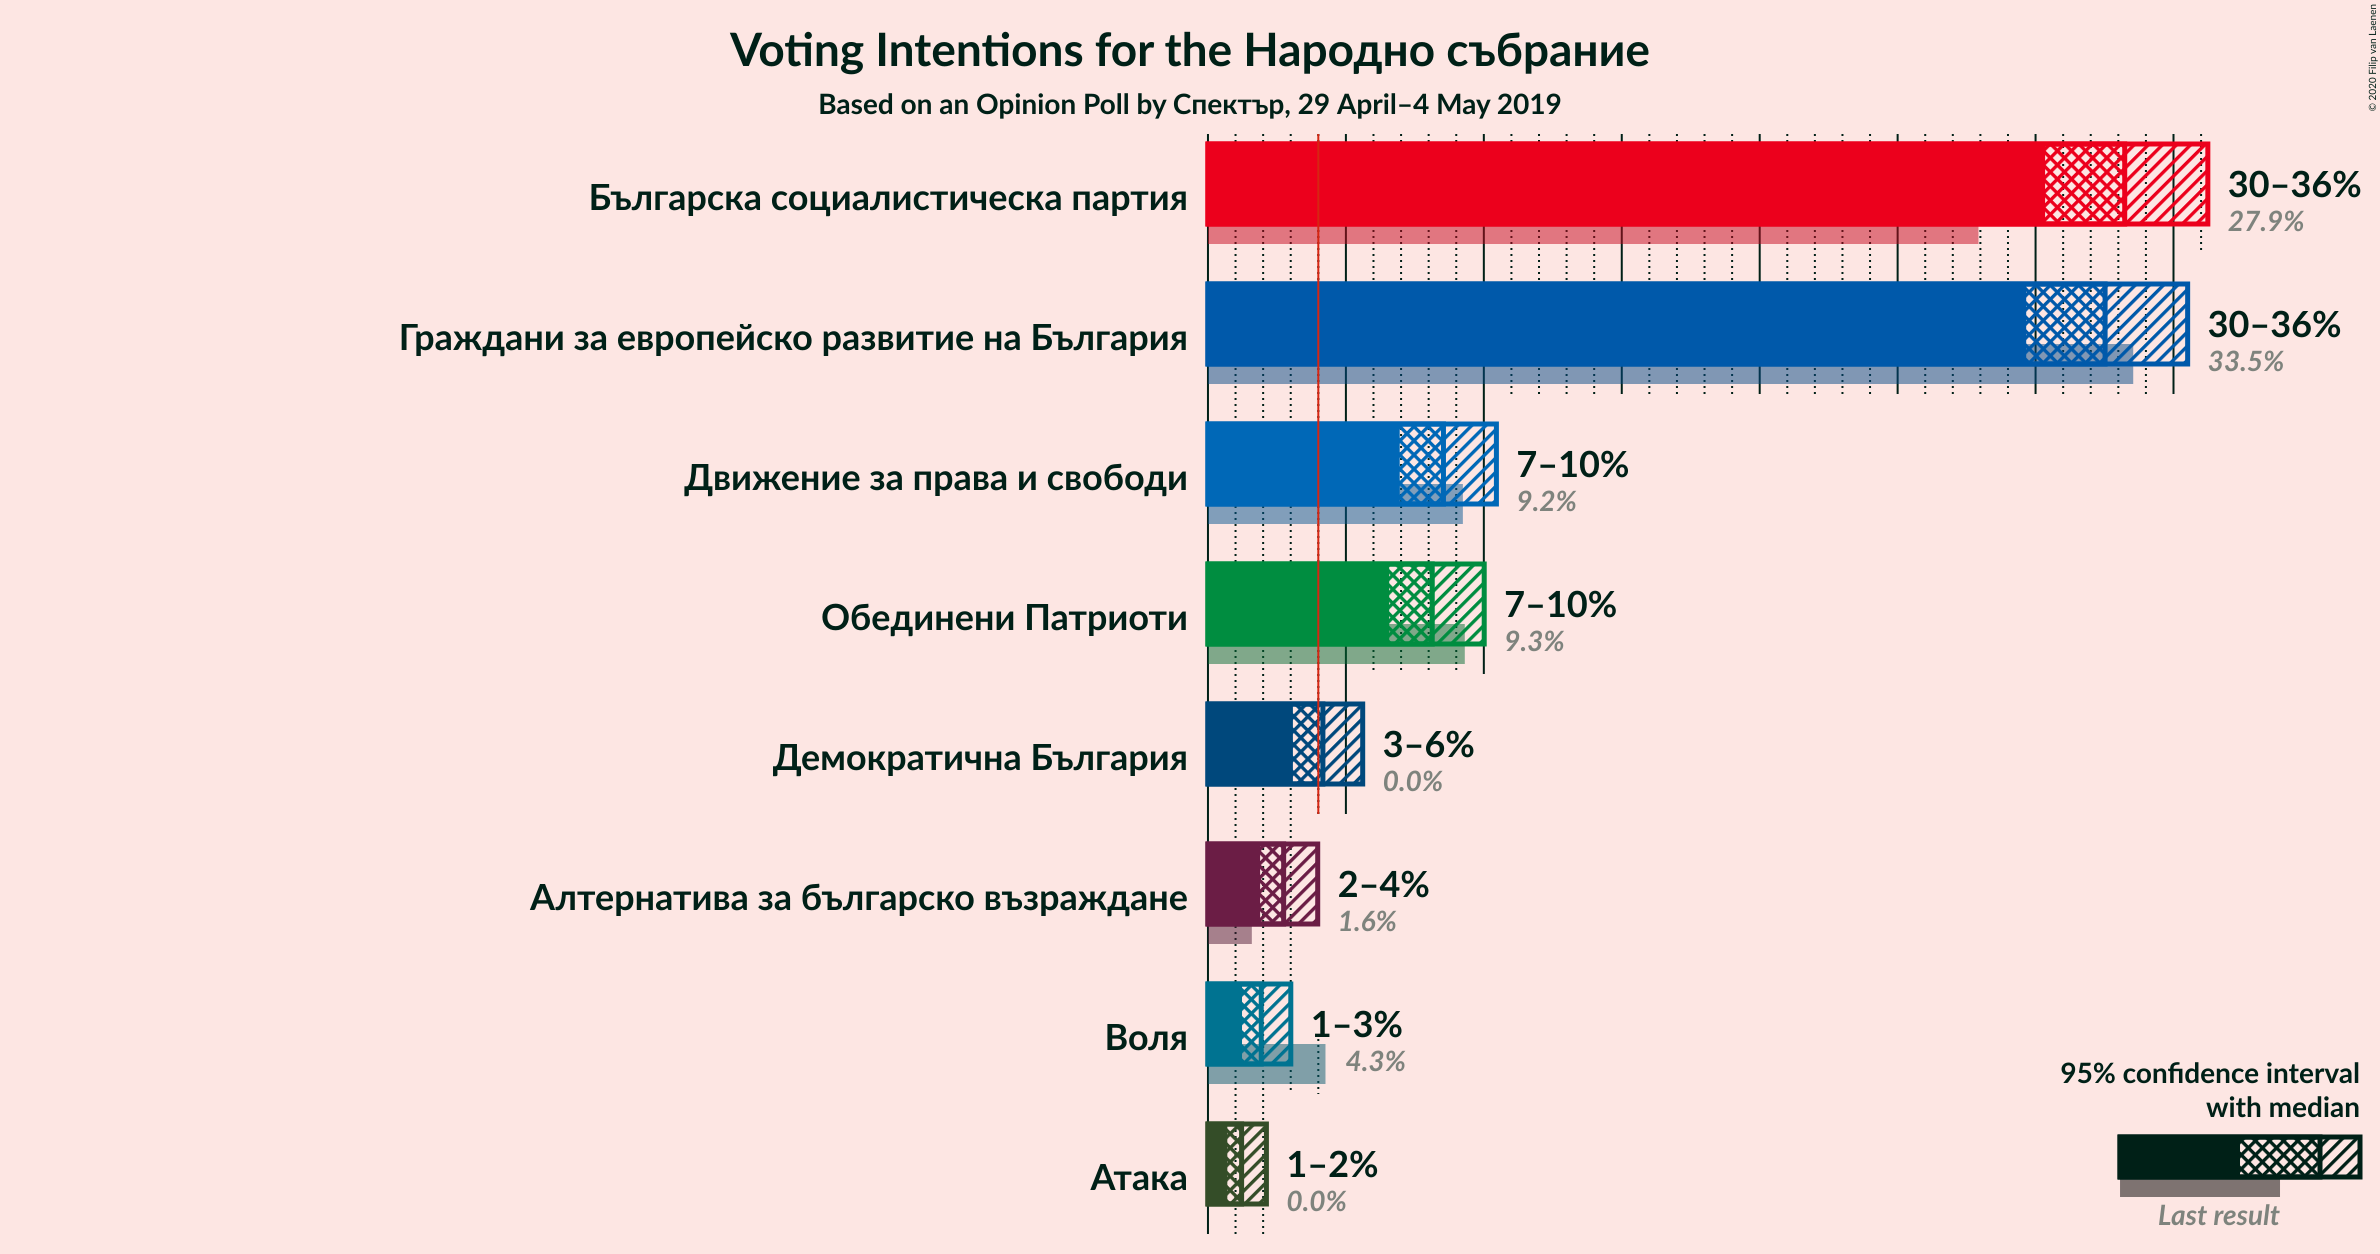 Voting Intentions for the Народно събрание
Based on an Opinion Poll by Спектър, 29 April–4 May 2019
© 2020 Filip van Laenen
Българска социалистическа партия
30–36%
27.9%
Граждани за европейско развитие на България
30–36%
33.5%
Движение за права и свободи
7–10%
9.2%
Обединени Патриоти
7–10%
9.3%
Демократична България
3–6%
0.0%
Алтернатива за българско възраждане
2–4%
1.6%
Воля
1–3%
4.3%
Атака
1–2%
0.0%
95% confidence interval
with median
Last result